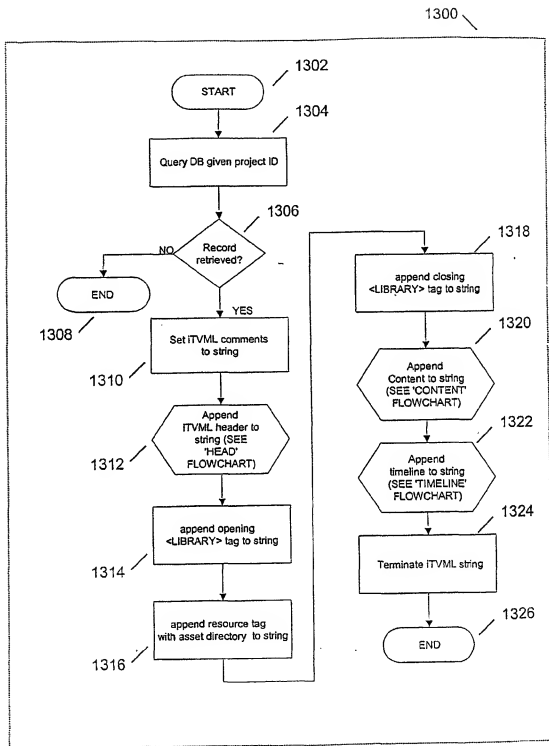 1300
1302
START
1304
Query DB given project ID
1306
Record
retrieved?
NO
END
1308
YES
Set iTVML comments
to string
1310
Append
iTVML header to
string (SEE
'HEAD'
FLOWCHART)
1312
append opening
<LIBRARY> tag to string
1314
append resource tag
with asset directory to string
1316
1318
append closing
<LIBRARY> tag to string
1320
Append
Content to string
(SEE 'CONTENT'
FLOWCHART)
1322
Append
timeline to string
(SEE 'TIMELINE'
FLOWCHART)
1324
Terminate iTVML string
END
1326